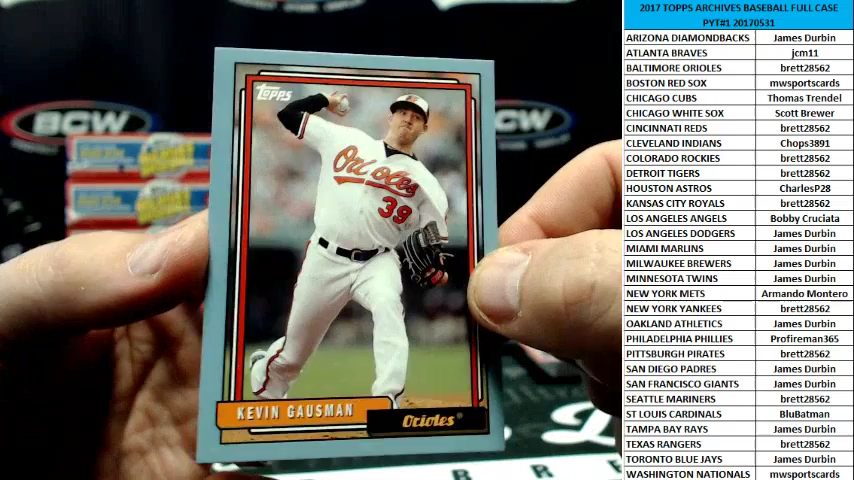 2017 TOPPS ARCHIVES BASEBALL FULL CASE
PYT#1 20170531
ARIZONA DIAMONDBACKS James Durbin
ATLANTA BRAVES jcm11
BALTIMORE ORIOLES brett28562
BOSTON RED SOX mwsportscards
CHICAGO CUBS Thomas Trendel
CHICAGO WHITE SOX Scott Brewer
CINCINNATI REDS brett28562
CLEVELAND INDIANS Chops3891
COLORADO ROCKIES brett28562
DETROIT TIGERS brett28562
HOUSTON ASTROS CharlesP28
KANSAS CITY ROYALS brett28562
LOS ANGELES ANGELS Bobby Cruciata
LOS ANGELES DODGERS James Durbin
MIAMI MARLINS James Durbin
MILWAUKEE BREWERS James Durbin
MINNESOTA TWINS James Durbin
NEW YORK METS Armando Montero
NEW YORK YANKEES brett28562
OAKLAND ATHLETICS James Durbin
PHILADELPHIA PHILLIES Profireman365
PITTSBURGH PIRATES brett28562
SAN DIEGO PADRES James Durbin
SAN FRANCISCO GIANTS James Durbin
SEATTLE MARINERS brett28562
ST LOUIS CARDINALS BluBatman
TAMPA BAY RAYS James Durbin
TEXAS RANGERS brett28562
TORONTO BLUE JAYS James Durbin
WASHINGTON NATIONALS mwsportscards
Topps
BCW
Orioles
39
KEVIN GAUSMAN
Orioles®